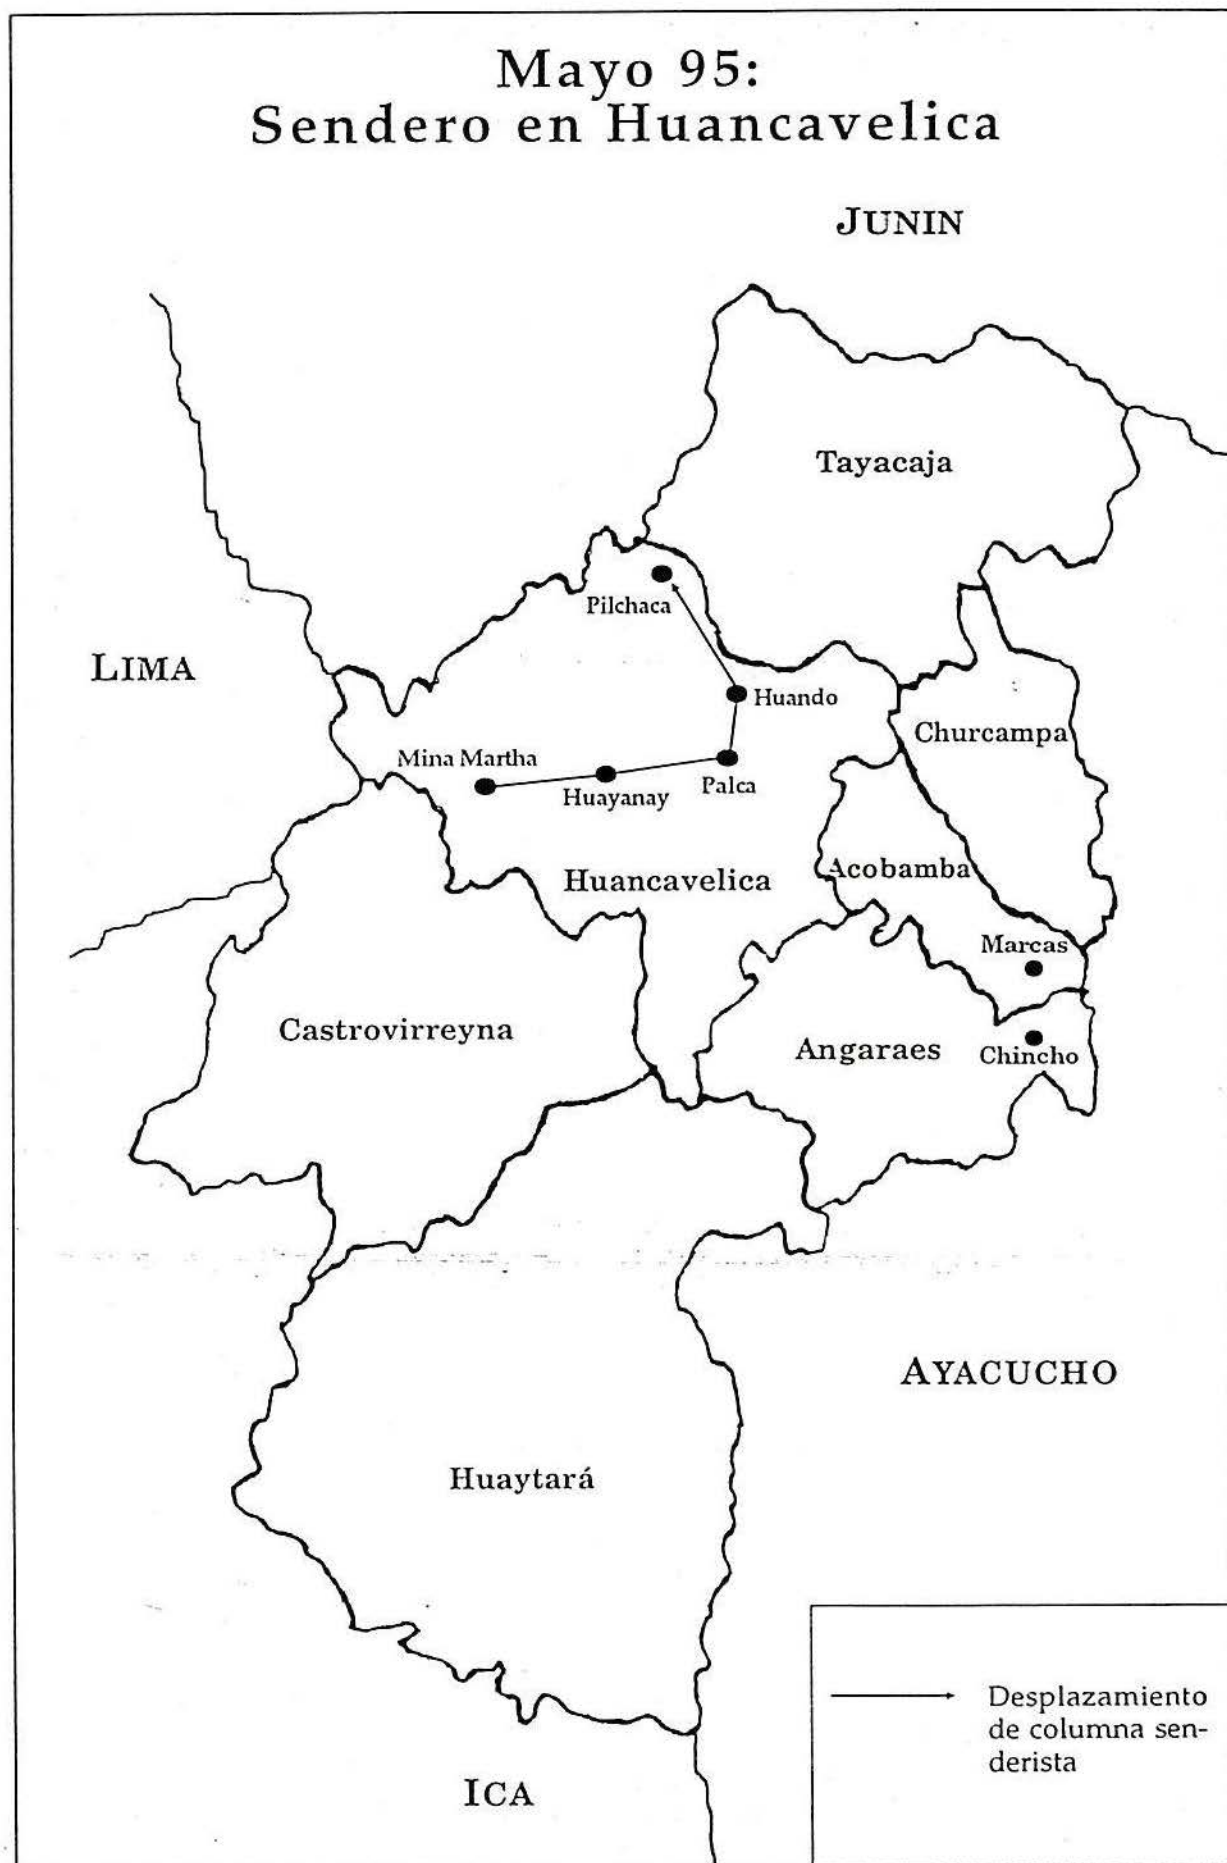 Mayo 95:
Sendero en Huancavelica
JUNIN
Tayacaja
Pilchaca
LIMA
Huando
Churcampa
Mina Martha
Huayanay
Palca
Acobamba
Huancavelica
Marcas
Castrovirreyna
Angaraes
Chincho
AYACUCHO
Huaytará
Desplazamiento
de columna sen-
derista
ICA